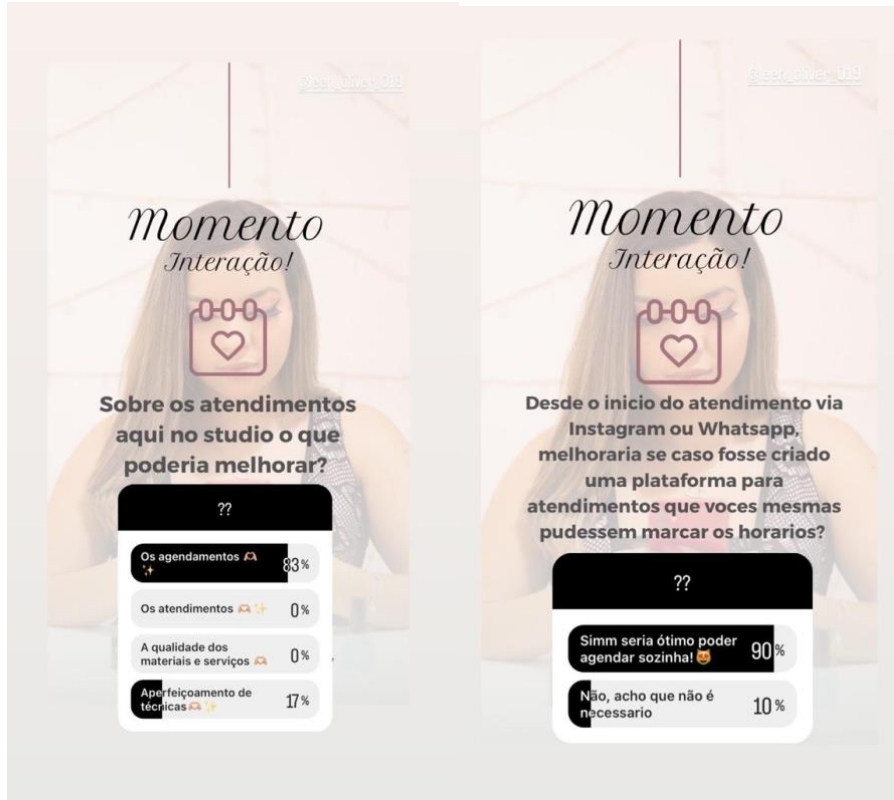 Momento
Interação!
Sobre os atendimentos
aqui no studio o que
poderia melhorar?
??
Os agendamentos 🫶🏼
✨
83%
Os atendimentos 🫶🏼✨
0%
A qualidade dos
materiais e serviços 🫶🏼
0%
Aperfeiçoamento de
técnicas🫶🏼✨
17%
Momento
Interação!
Desde o inicio do atendimento via
Instagram ou Whatsapp,
melhoraria se caso fosse criado
uma plataforma para
atendimentos que voces mesmas
pudessem marcar os horarios?
??
Simm seria ótimo poder
agendar sozinha!😻
90%
Não, acho que não é
necessario
10%